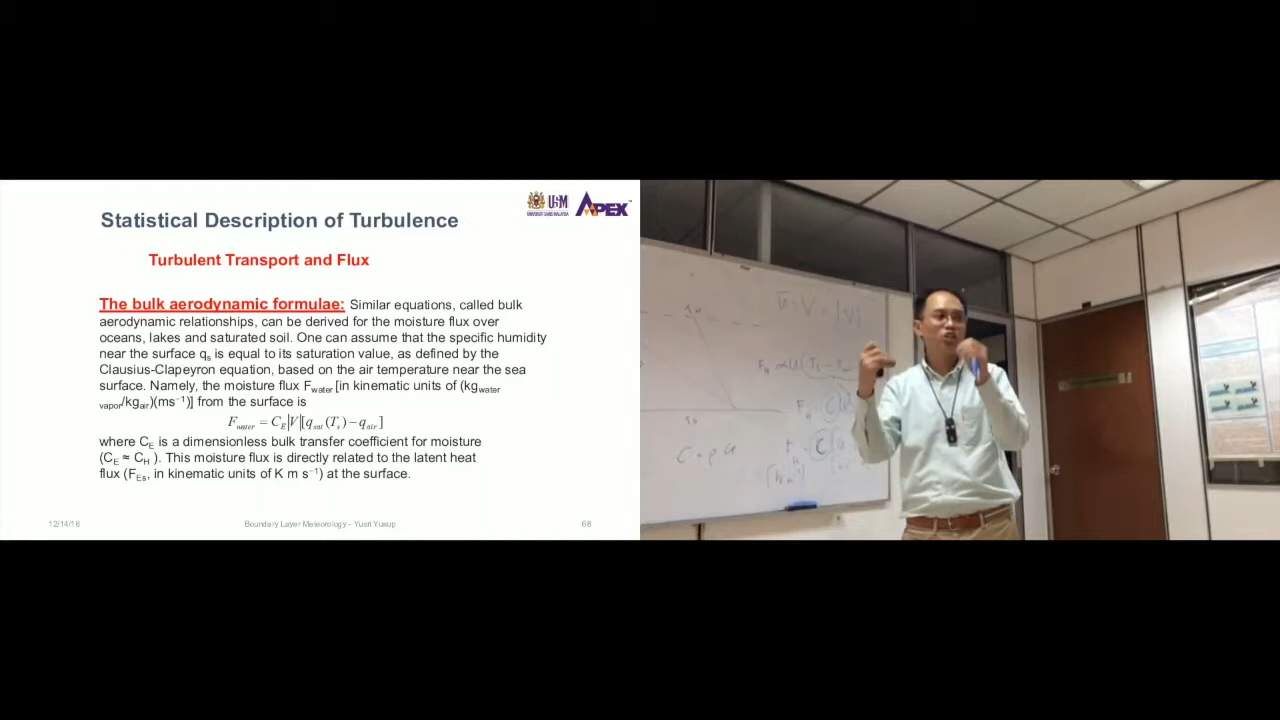 USM
UNIVERSITI SAINS MALAYSIA
APEX™
Statistical Description of Turbulence
Turbulent Transport and Flux
The bulk aerodynamic formulae: Similar equations, called bulk
aerodynamic relationships, can be derived for the moisture flux over
oceans, lakes and saturated soil. One can assume that the specific humidity
near the surface qs is equal to its saturation value, as defined by the
Clausius-Clapeyron equation, based on the air temperature near the sea
surface. Namely, the moisture flux Fwater [in kinematic units of (kgwater
vapor/kgair)(ms⁻¹)] from the surface is
Fwater = CE|V|[qsat(Ts) − qair]
where CE is a dimensionless bulk transfer coefficient for moisture
(CE ≈ CH ). This moisture flux is directly related to the latent heat
flux (FEs, in kinematic units of K m s⁻¹) at the surface.
12/14/18
Boundary Layer Meteorology - Yusri Yusup
68